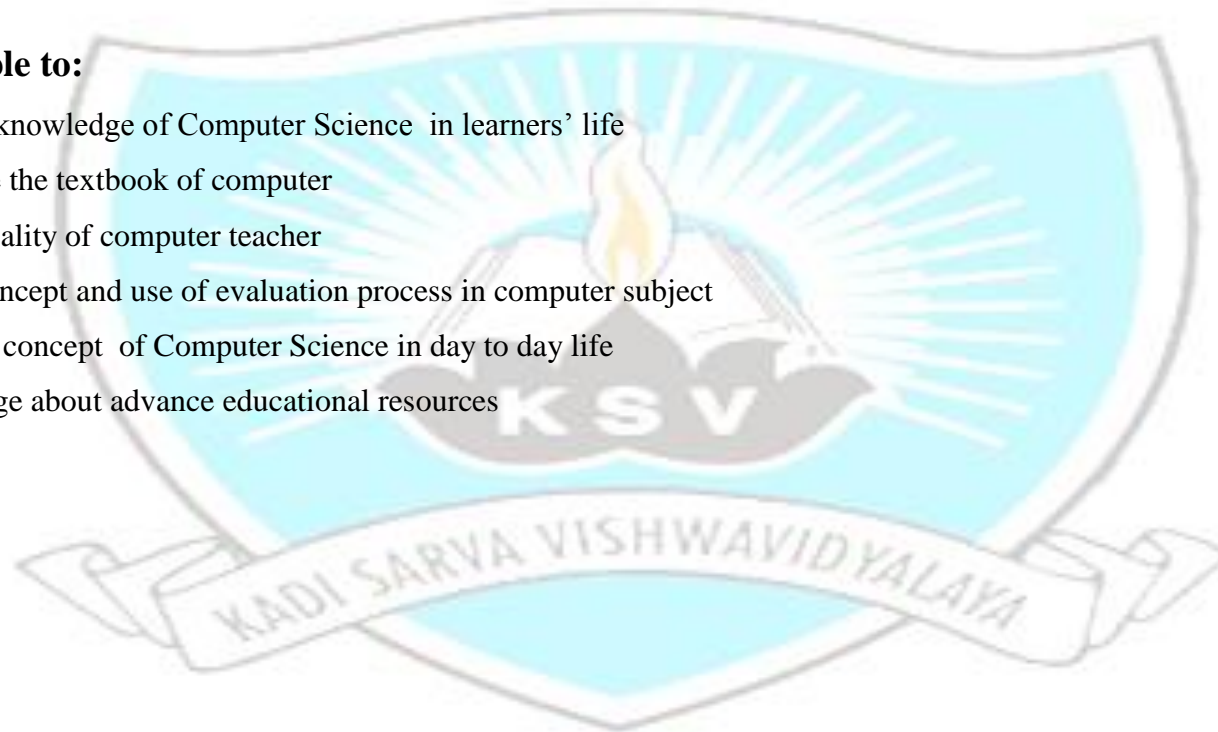 ple to:
knowledge of Computer Science in learners’ life
the textbook of computer
ality of computer teacher
ncept and use of evaluation process in computer subject
concept of Computer Science in day to day life
ge about advance educational resources
KSV
KADI SARVA VISHWAVIDYALAYA